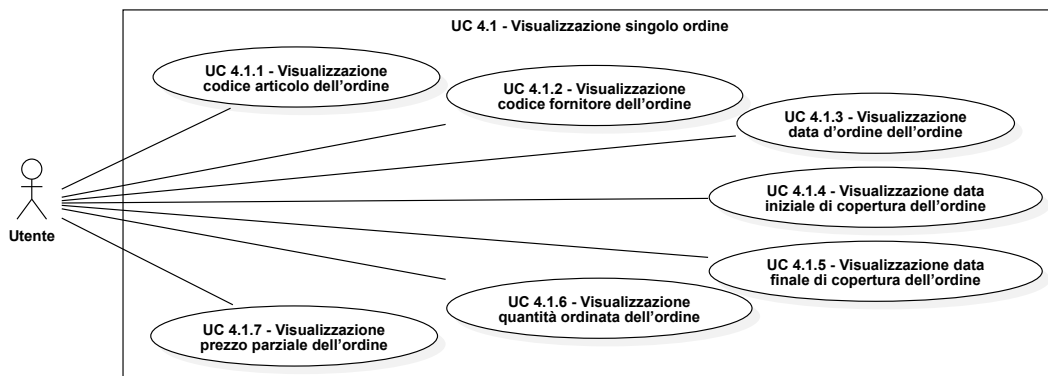 UC 4.1 - Visualizzazione singolo ordine
UC 4.1.1 - Visualizzazione
codice articolo dell’ordine
UC 4.1.2 - Visualizzazione
codice fornitore dell’ordine
UC 4.1.3 - Visualizzazione
data d’ordine dell’ordine
UC 4.1.4 - Visualizzazione data
iniziale di copertura dell’ordine
Utente
UC 4.1.5 - Visualizzazione data
finale di copertura dell’ordine
UC 4.1.6 - Visualizzazione
quantità ordinata dell’ordine
UC 4.1.7 - Visualizzazione
prezzo parziale dell’ordine